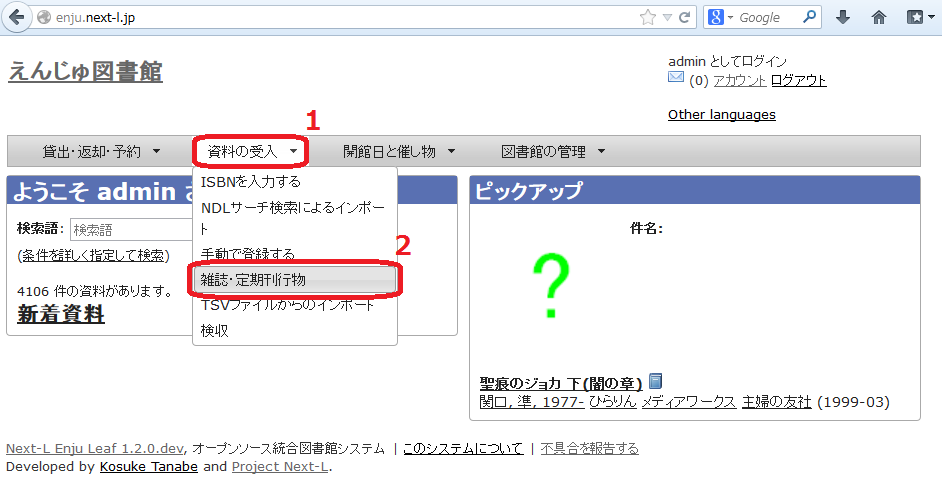 enju.next-l.jp
Google
えんじゅ図書館
admin としてログイン
(0) アカウント ログアウト
Other languages
1
貸出・返却・予約 資料の受入 開館日と催し物 図書館の管理
ようこそ admin さ
ISBNを入力する
NDLサーチ検索によるインポー
ト
手動で登録する
2
雑誌・定期刊行物
TSVファイルからのインポート
検収
検索語: 検索語
(条件を詳しく指定して検索)
4106 件の資料があります。
新着資料
ピックアップ
件名:
?
聖痕のジョカ 下(闇の章)
関口, 準, 1977- ひらりん メディアワークス 主婦の友社 (1999-03)
Next-L Enju Leaf 1.2.0.dev, オープンソース統合図書館システム | このシステムについて | 不具合を報告する
Developed by Kosuke Tanabe and Project Next-L.